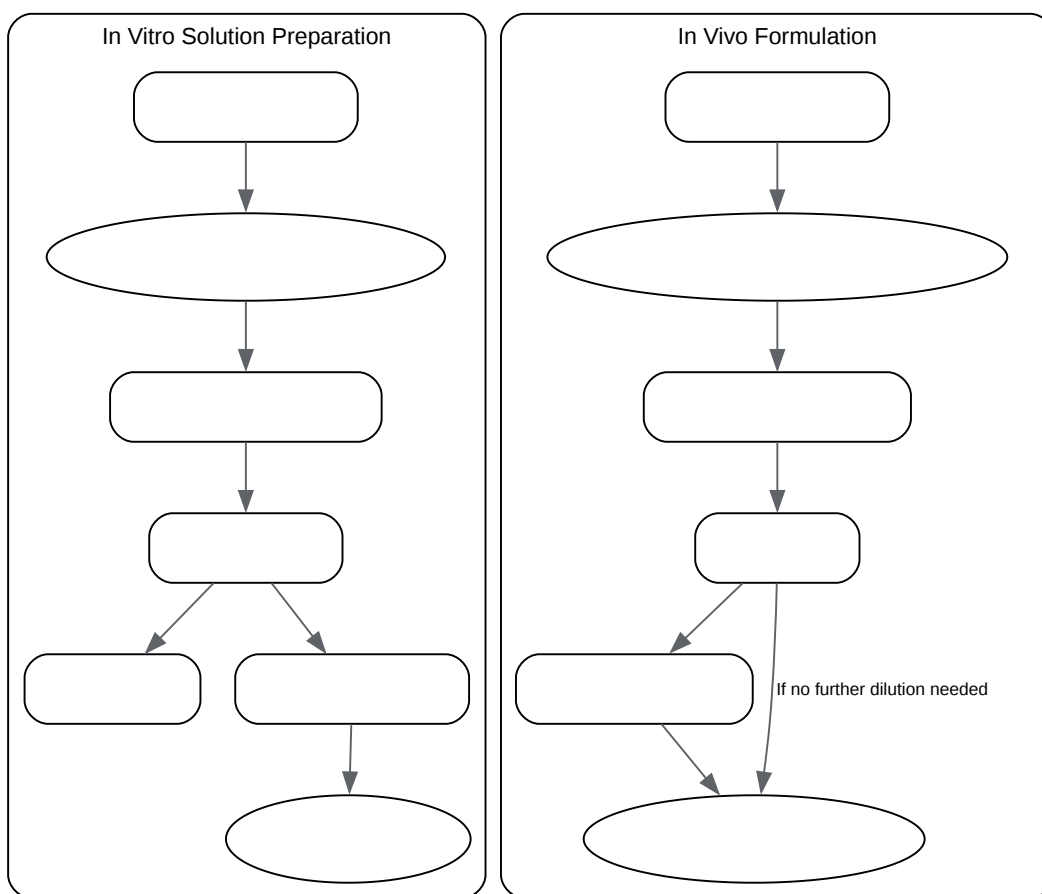 In Vitro Solution Preparation
In Vivo Formulation
If no further dilution needed